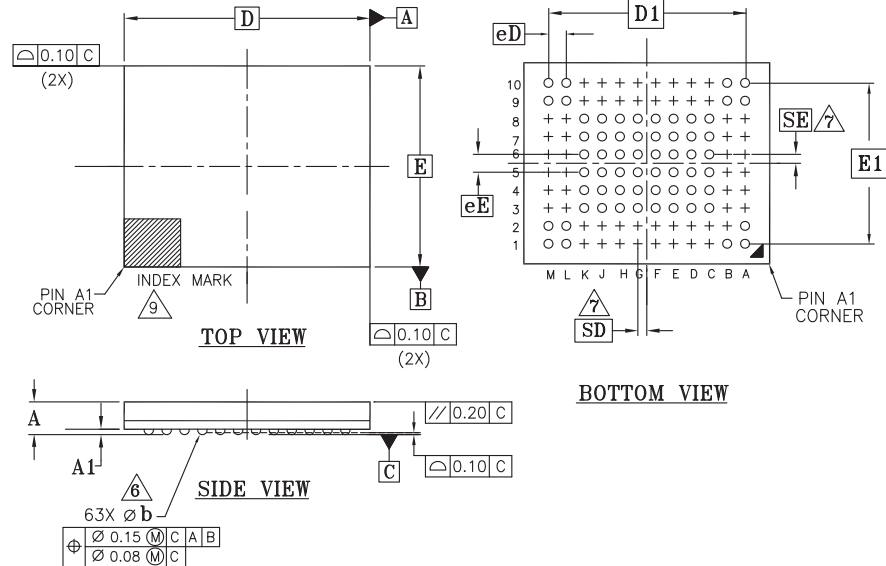 D
A
⌓ 0.10 C
(2X)
E
INDEX MARK
PIN A1
CORNER
9
B
TOP VIEW
⌓ 0.10 C
(2X)
D1
eD
10
9
8
7
6
5
4
3
2
1
SE 7
E1
eE
M L K J H G F E D C B A
7
SD
PIN A1
CORNER
BOTTOM VIEW
A
A1
// 0.20 C
C
⌓ 0.10 C
6
SIDE VIEW
63X Ø b
⌖ Ø 0.15 Ⓜ C A B
Ø 0.08 Ⓜ C